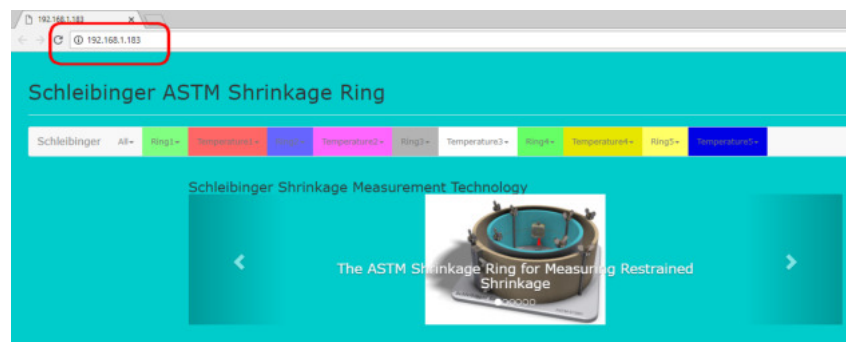 192.168.1.183 x
192.168.1.183
Schleibinger ASTM Shrinkage Ring
Schleibinger All Ring1 Temperature1 Temperature2 Ring3 Temperature3 Ring4 Temperature4 Ring5 Temperature5
Schleibinger Shrinkage Measurement Technology
The ASTM Shrinkage Ring for Measuring Restrained
Shrinkage